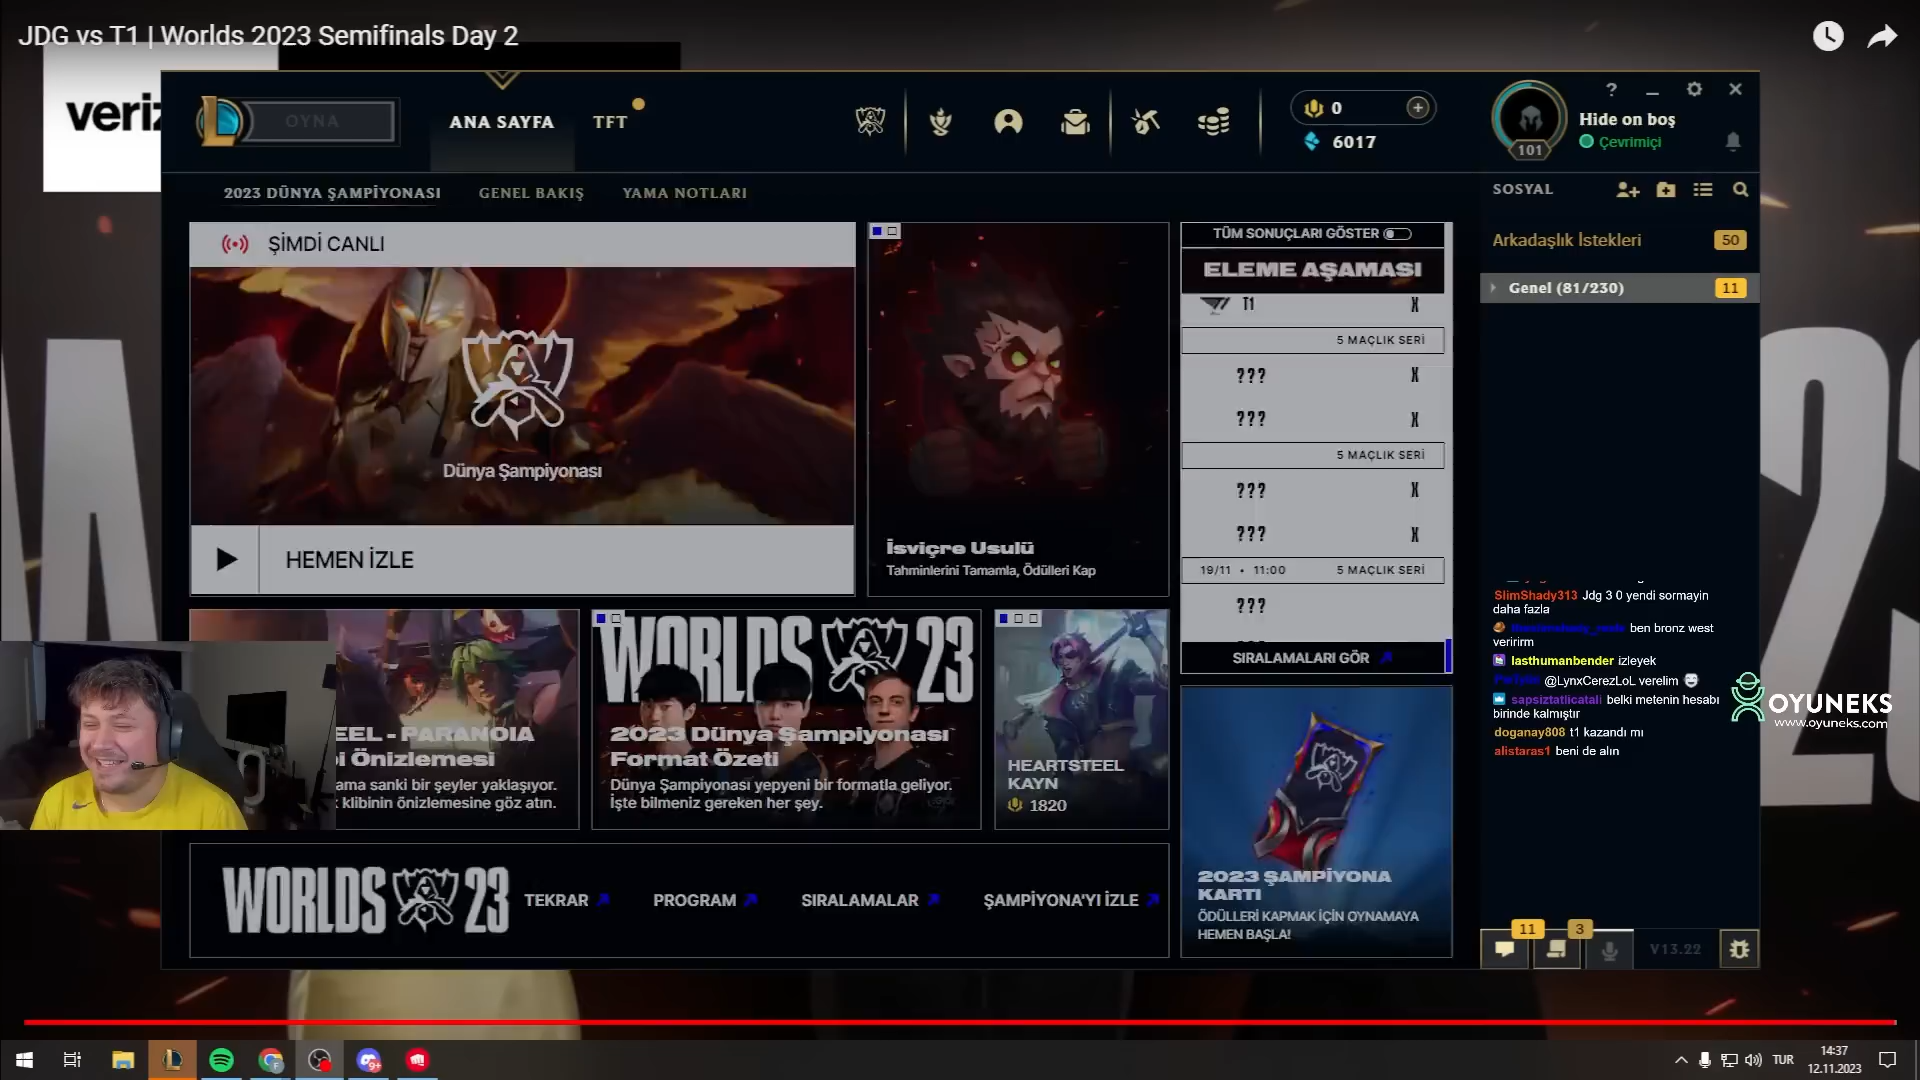 JDG vs T1 | Worlds 2023 Semifinals Day 2
OYNA
ANA SAYFA
TFT
0
6017
101
Hide on boş
Çevrimiçi
2023 DÜNYA ŞAMPİYONASI
GENEL BAKIŞ
YAMA NOTLARI
SOSYAL
Arkadaşlık İstekleri
50
Genel (81/230)
11
ŞİMDİ CANLI
Dünya Şampiyonası
HEMEN İZLE
İsviçre Usulü
Tahminlerini Tamamla, Ödülleri Kap
TÜM SONUÇLARI GÖSTER
ELEME AŞAMASI
T1 X
5 MAÇLIK SERİ
??? X
??? X
5 MAÇLIK SERİ
??? X
??? X
19/11 • 11:00 5 MAÇLIK SERİ
???
SIRALAMALARI GÖR
EEL - PARANOIA
i Önizlemesi
ama sanki bir şeyler yaklaşıyor.
klibinin önizlemesine göz atın.
WORLDS 23
2023 Dünya Şampiyonası
Format Özeti
Dünya Şampiyonası yepyeni bir formatla geliyor.
İşte bilmeniz gereken her şey.
HEARTSTEEL
KAYN
1820
2023 ŞAMPİYONA
KARTI
ÖDÜLLERİ KAPMAK İÇİN OYNAMAYA
HEMEN BAŞLA!
WORLDS 23
TEKRAR
PROGRAM
SIRALAMALAR
ŞAMPİYONA'YI İZLE
SlimShady313 Jdg 3 0 yendi sormayin
daha fazla
ben bronz west
veririrm
lasthumanbender izleyek
@LynxCerezLoL verelim
sapsiztatlicatali belki metenin hesabı
birinde kalmıştır
doganay808 t1 kazandı mı
alistaras1 beni de alın
OYUNEKS
www.oyuneks.com
11
3
V13.22
9+
TUR
14:37
12.11.2023